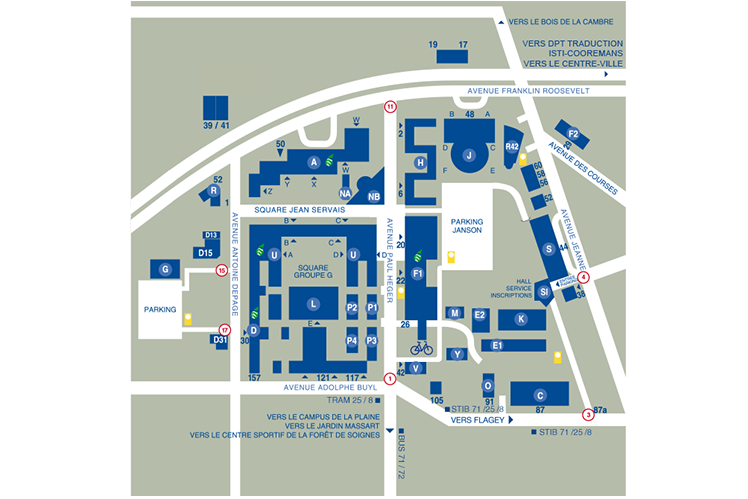 VERS LE BOIS DE LA CAMBRE
VERS DPT TRADUCTION
ISTI-COOREMANS
VERS LE CENTRE-VILLE
19 17
AVENUE FRANKLIN ROOSEVELT
39 / 41
11
W
2
B 48 A
50
A
H
D C
J
R42
F2
29
E F
60
58
56
52
Z Y X
W
NA
NB
6
52
R
1
AVENUE DES COURSES
SQUARE JEAN SERVAIS
AVENUE ANTOINE DEPAGE
AVENUE PAUL HEGER
PARKING
JANSON
AVENUE JEANNE
B C
B C
D13
D15
U
A
D
U
D
20
S
44
SQUARE
GROUPE G
G
15
22
F1
HALL
SERVICE
INSCRIPTIONS
SI
ENTRÉE
PARKING
4
36
PARKING
L
P2
P1
M
E2
K
17
D
E
26
30
D31
P4
P3
E1
Y
42
V
157
121
117
1
AVENUE ADOLPHE BUYL
105
O
91
C
87
87a
3
TRAM 25 / 8
STIB 71 /25 /8
VERS FLAGEY
STIB 71 /25 / 8
VERS LE CAMPUS DE LA PLAINE
VERS LE JARDIN MASSART
VERS LE CENTRE SPORTIF DE LA FORÊT DE SOIGNES
BUS 71 / 72